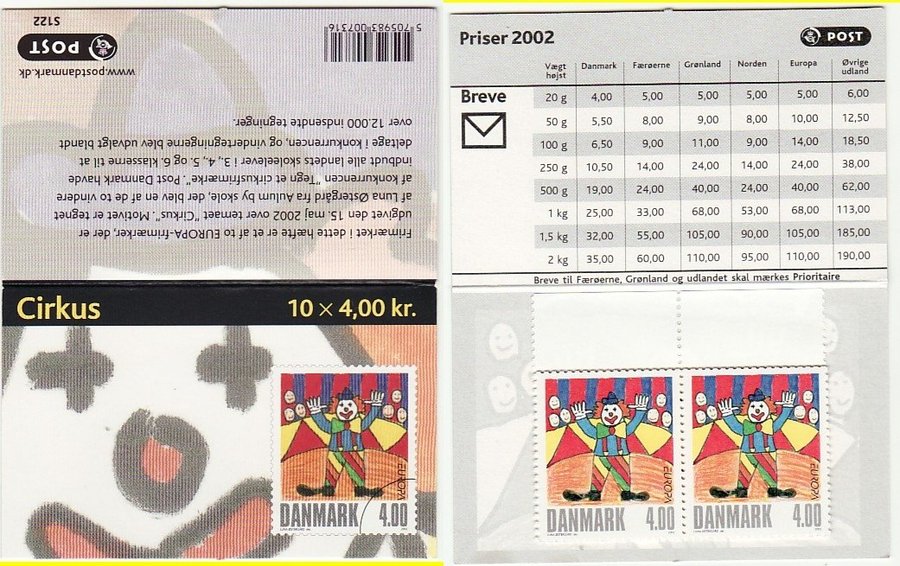 Frimærket i dette hæfte er et af to EUROPA-frimærker, der er
udgivet den 15. maj 2002 over temaet "Cirkus". Motivet er tegnet
af Luna Østergård fra Aulum by skole, der blev en af de to vindere
af konkurrencen "Tegn et cirkusfrimærke". Post Danmark havde
indbudt alle landets skoleelever i 3., 4., 5. og 6. klasserne til at
deltage i konkurrencen, og vindertegningerne blev udvalgt blandt
over 12.000 indsendte tegninger.
www.postdanmark.dk
POST
S122
5 705983 007316
Cirkus 10 × 4,00 kr.
EUROPA
DANMARK 4.00
Priser 2002 POST
Vægt højst Danmark Færøerne Grønland Norden Europa Øvrige udland
Breve
20 g 4,00 5,00 5,00 5,00 5,00 6,00
50 g 5,50 8,00 9,00 8,00 10,00 12,50
100 g 6,50 9,00 11,00 9,00 14,00 18,50
250 g 10,50 14,00 24,00 14,00 24,00 38,00
500 g 19,00 24,00 40,00 24,00 40,00 62,00
1 kg 25,00 33,00 68,00 53,00 68,00 113,00
1,5 kg 32,00 55,00 105,00 90,00 105,00 185,00
2 kg 35,00 60,00 110,00 95,00 110,00 190,00
Breve til Færøerne, Grønland og udlandet skal mærkes Prioritaire
EUROPA
DANMARK 4.00
EUROPA
DANMARK 4.00